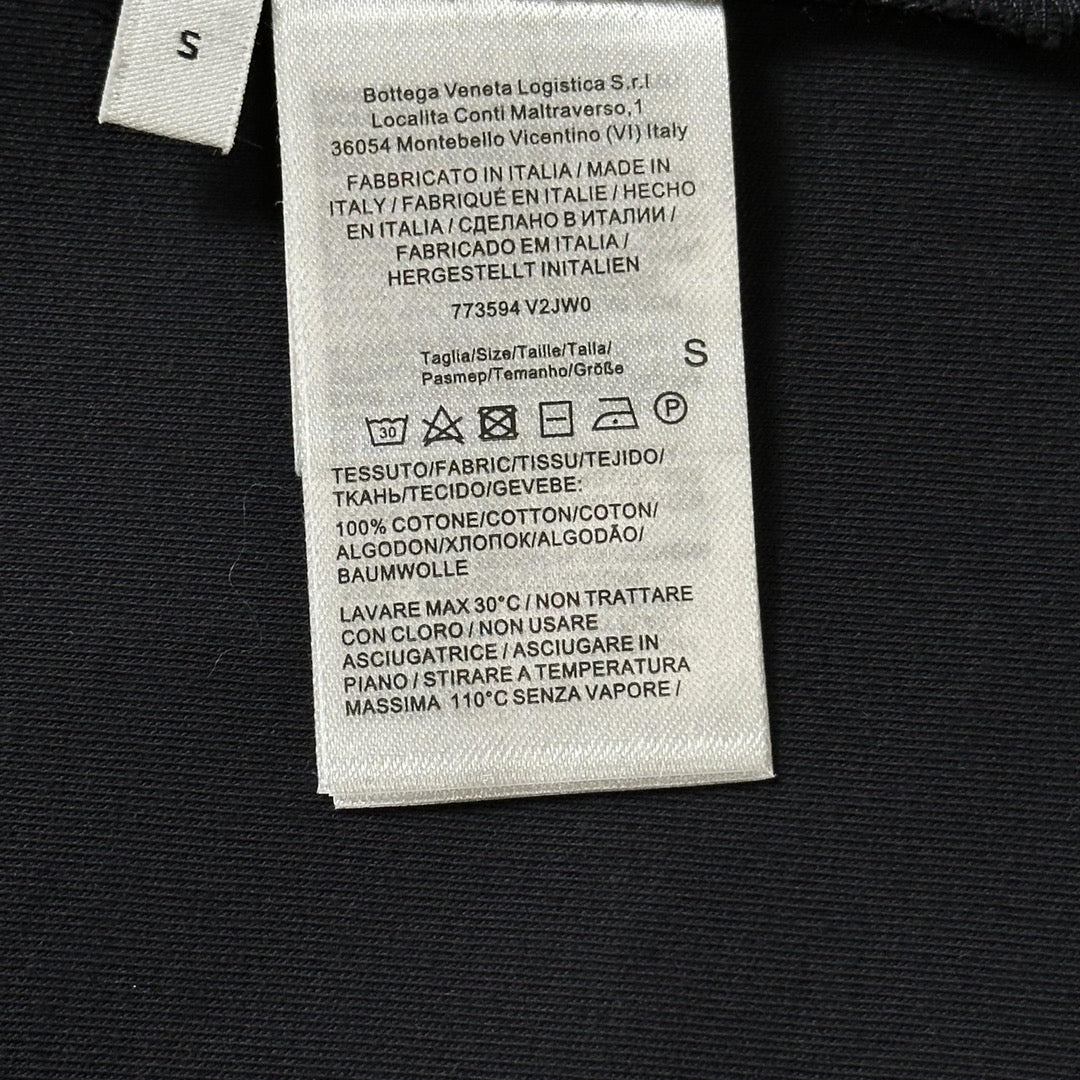 S
Bottega Veneta Logistica S.r.l
Localita Conti Maltraverso,1
36054 Montebello Vicentino (VI) Italy
FABBRICATO IN ITALIA / MADE IN
ITALY / FABRIQUÉ EN ITALIE / HECHO
EN ITALIA / СДЕЛАНО В ИТАЛИИ /
FABRICADO EM ITALIA /
HERGESTELLT INITALIEN
773594 V2JW0
Taglia/Size/Taille/Talla/
Размер/Temanho/Größe
S
30
P
TESSUTO/FABRIC/TISSU/TEJIDO/
ТКАНЬ/TECIDO/GEVEBE:
100% COTONE/COTTON/COTON/
ALGODON/ХЛОПОК/ALGODÃO/
BAUMWOLLE
LAVARE MAX 30°C / NON TRATTARE
CON CLORO / NON USARE
ASCIUGATRICE / ASCIUGARE IN
PIANO / STIRARE A TEMPERATURA
MASSIMA 110°C SENZA VAPORE /